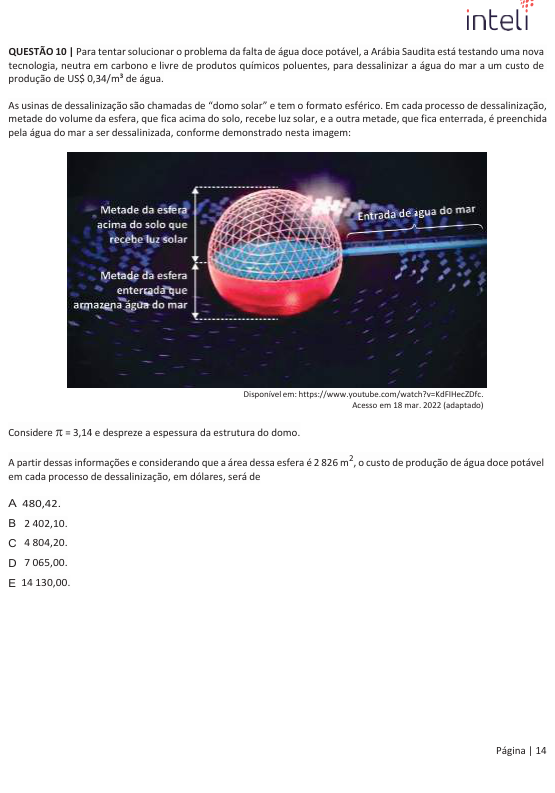 inteli
QUESTÃO 10 | Para tentar solucionar o problema da falta de água doce potável, a Arábia Saudita está testando uma nova
tecnologia, neutra em carbono e livre de produtos químicos poluentes, para dessalinizar a água do mar a um custo de
produção de US$ 0,34/m³ de água.
As usinas de dessalinização são chamadas de “domo solar” e tem o formato esférico. Em cada processo de dessalinização,
metade do volume da esfera, que fica acima do solo, recebe luz solar, e a outra metade, que fica enterrada, é preenchida
pela água do mar a ser dessalinizada, conforme demonstrado nesta imagem:
Metade da esfera
acima do solo que
recebe luz solar
Entrada de agua do mar
Metade da esfera
enterrada que
armazena água do mar
Disponível em: https://www.youtube.com/watch?v=KdFIHecZDfc.
Acesso em 18 mar. 2022 (adaptado)
Considere π = 3,14 e despreze a espessura da estrutura do domo.
A partir dessas informações e considerando que a área dessa esfera é 2 826 m², o custo de produção de água doce potável
em cada processo de dessalinização, em dólares, será de
A 480,42.
B 2 402,10.
C 4 804,20.
D 7 065,00.
E 14 130,00.
Página | 14